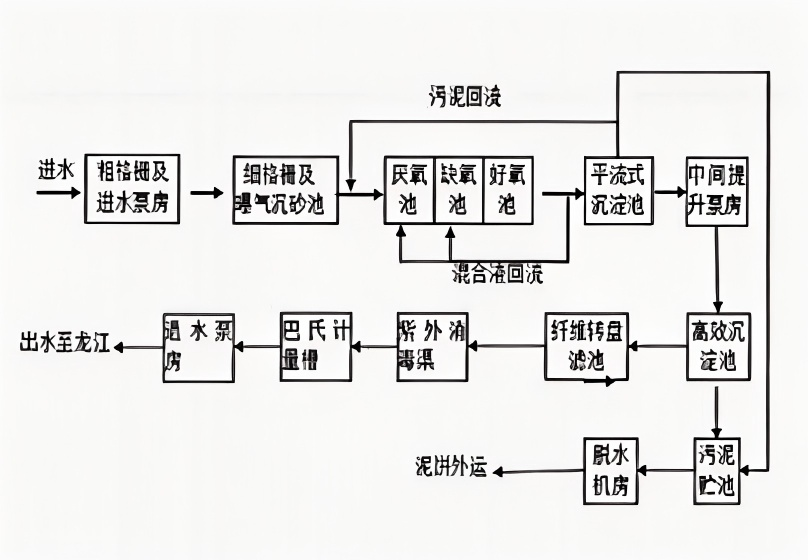 污泥回流
进水
粗格栅及
进水泵房
细格栅及
曝气沉砂池
厌氧
池
缺氧
池
好氧
池
平流式
沉淀池
中间提
升泵房
混合液回流
出水至龙江
水泵
房
巴氏计
量槽
紫外消
毒渠
纤维转盘
滤池
高效沉
淀池
泥饼外运
脱水
机房
污泥
贮池